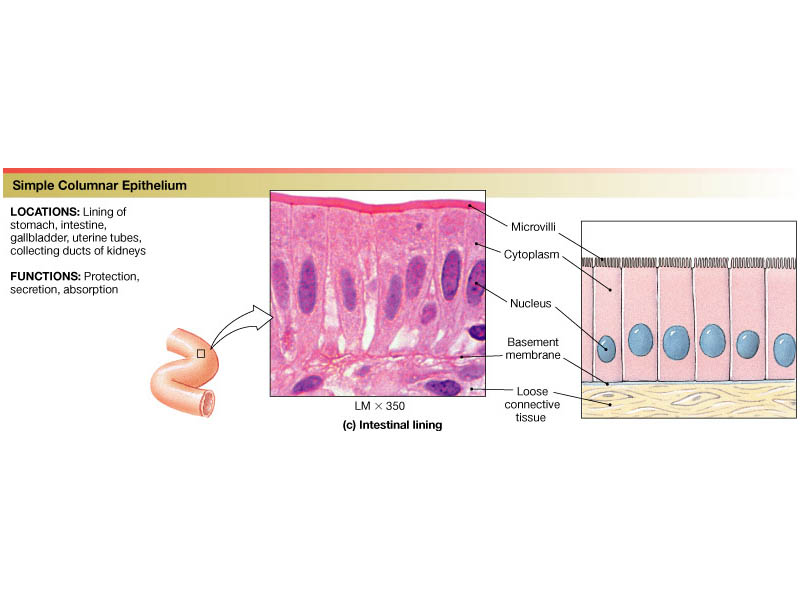 Simple Columnar Epithelium
LOCATIONS: Lining of
stomach, intestine,
gallbladder, uterine tubes,
collecting ducts of kidneys
FUNCTIONS: Protection,
secretion, absorption
Microvilli
Cytoplasm
Nucleus
Basement
membrane
Loose
connective
tissue
LM × 350
(c) Intestinal lining